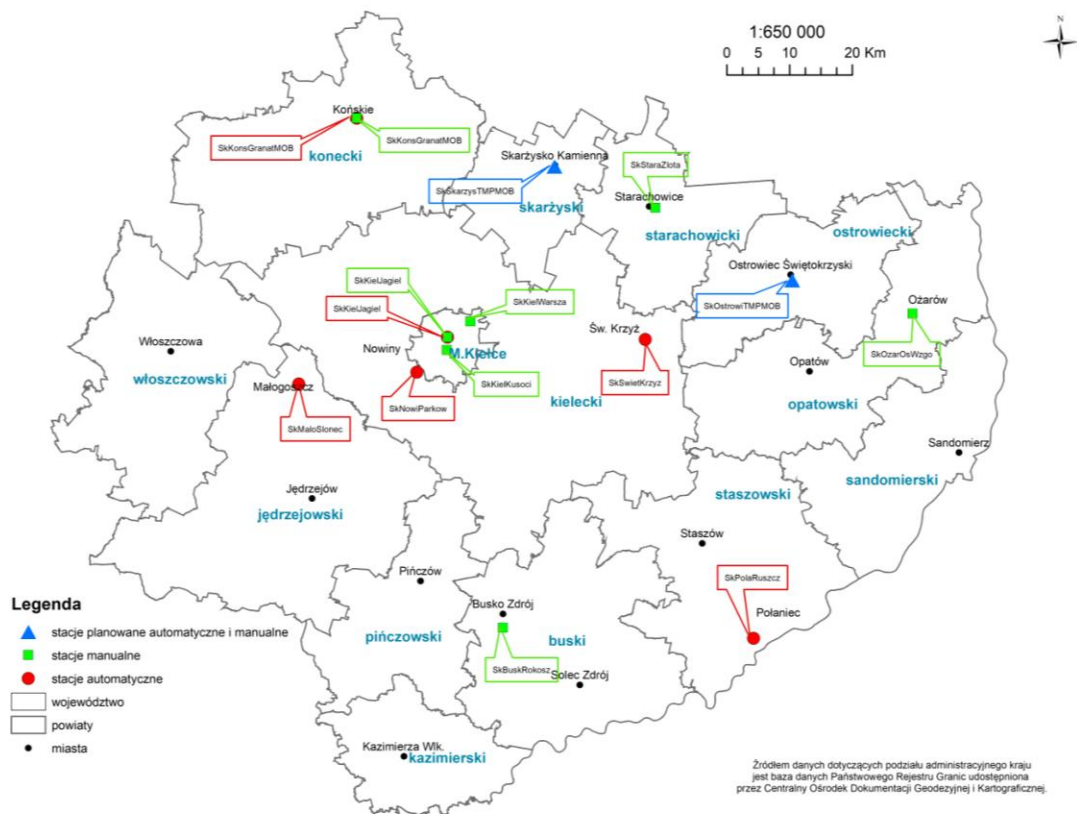 1:650 000
0 5 10 20 Km
N
Końskie
SkKonsGranatMOB
SkKonsGranatMOB
konecki
Skarżysko Kamienna
SkSkarzysTMPMOB
skarżyski
SkStaraZlota
Starachowice
starachowicki
ostrowiecki
Ostrowiec Świętokrzyski
SkOstrowiTMPMOB
Ożarów
SkOzarOsWzgo
SkKielJagiel
SkKielJagiel
SkKielWarsza
Nowiny
M.Kielce
SkKielKusoci
SkNowiParkow
Św. Krzyż
SkSwietKrzyz
kielecki
Włoszczowa
włoszczowski
Małogoszcz
SkMaloSlonec
Opatów
opatowski
Sandomierz
sandomierski
Jędrzejów
jędrzejowski
staszowski
Staszów
SkPolaRuszcz
Połaniec
Pińczów
pińczowski
Busko Zdrój
buski
SkBuskRokosz
Solec Zdrój
Kazimierza Wlk.
kazimierski
Legenda
stacje planowane automatyczne i manualne
stacje manualne
stacje automatyczne
województwo
powiaty
miasta
Źródłem danych dotyczących podziału administracyjnego kraju
jest baza danych Państwowego Rejestru Granic udostępniona
przez Centralny Ośrodek Dokumentacji Geodezyjnej i Kartograficznej.